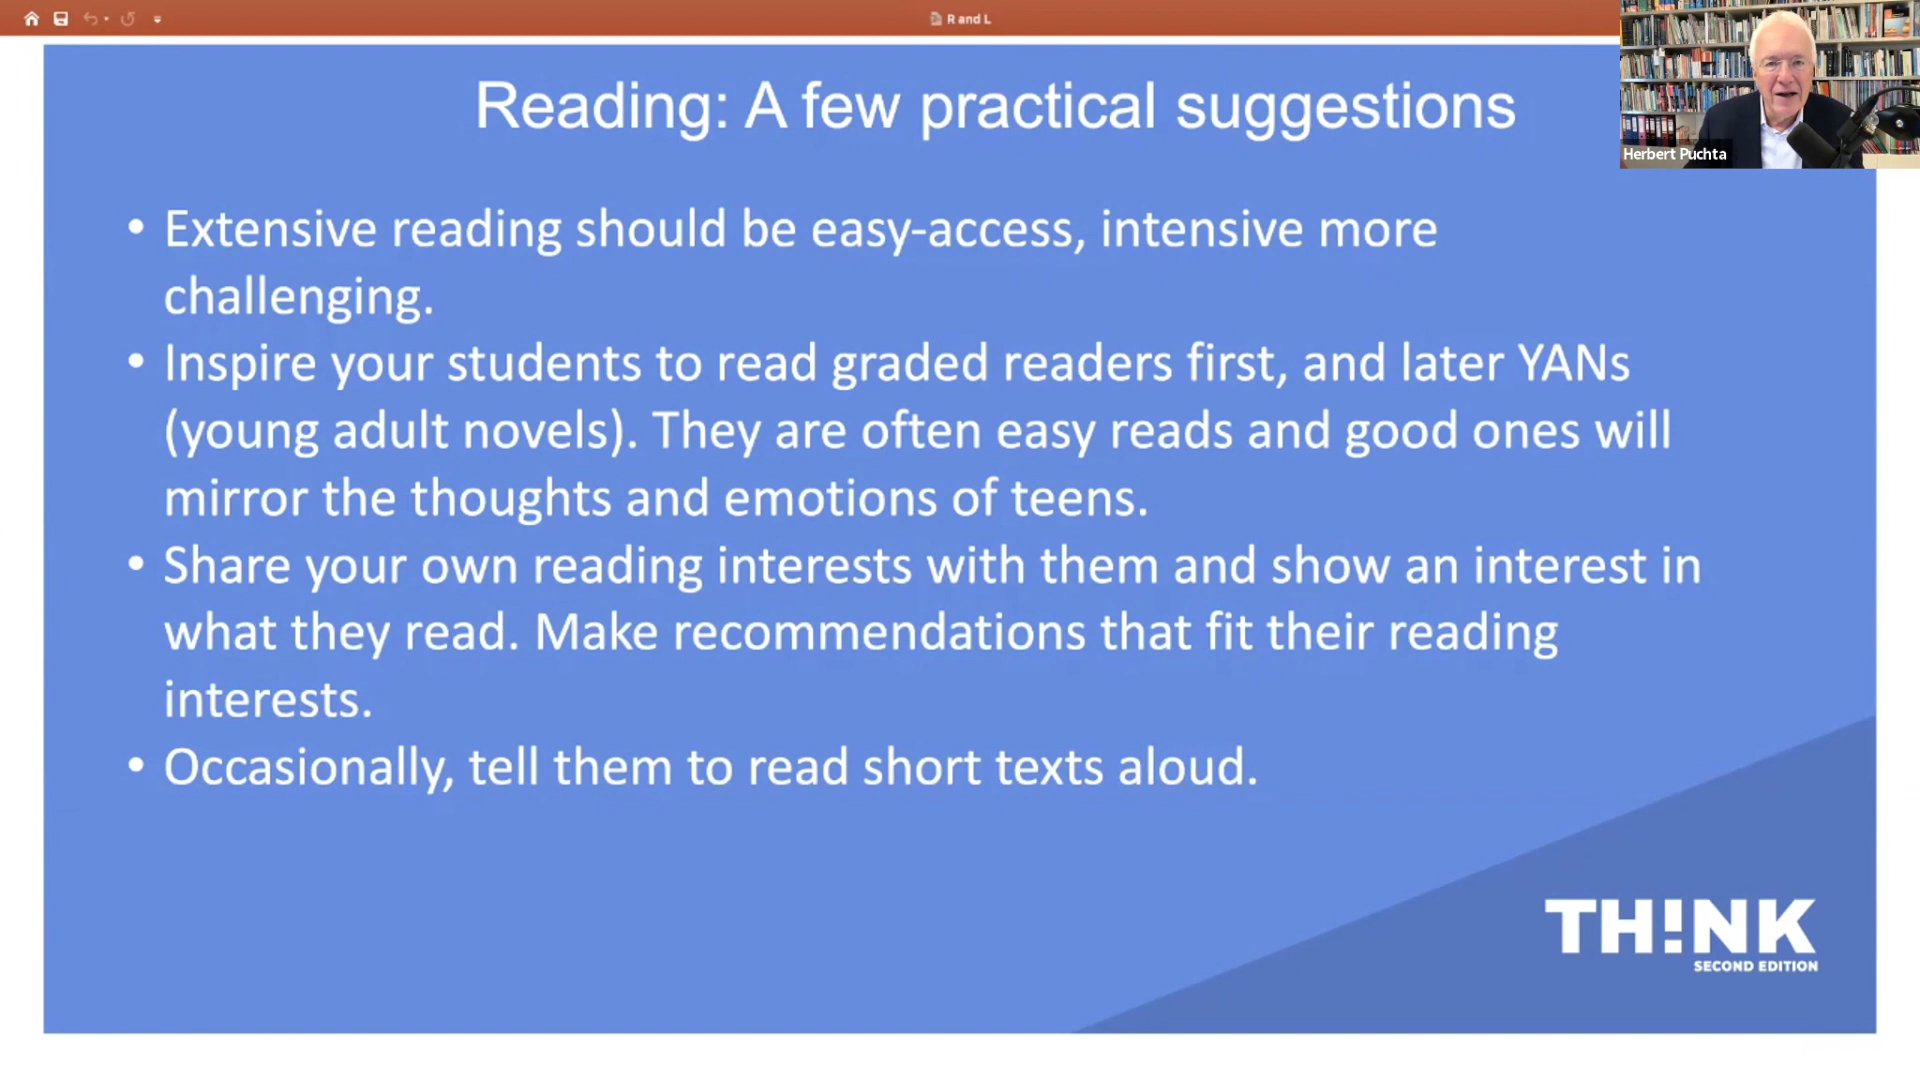 R and L
Reading: A few practical suggestions
Herbert Puchta
• Extensive reading should be easy-access, intensive more
challenging.
• Inspire your students to read graded readers first, and later YANs
(young adult novels). They are often easy reads and good ones will
mirror the thoughts and emotions of teens.
• Share your own reading interests with them and show an interest in
what they read. Make recommendations that fit their reading
interests.
• Occasionally, tell them to read short texts aloud.
TH!NK
SECOND EDITION